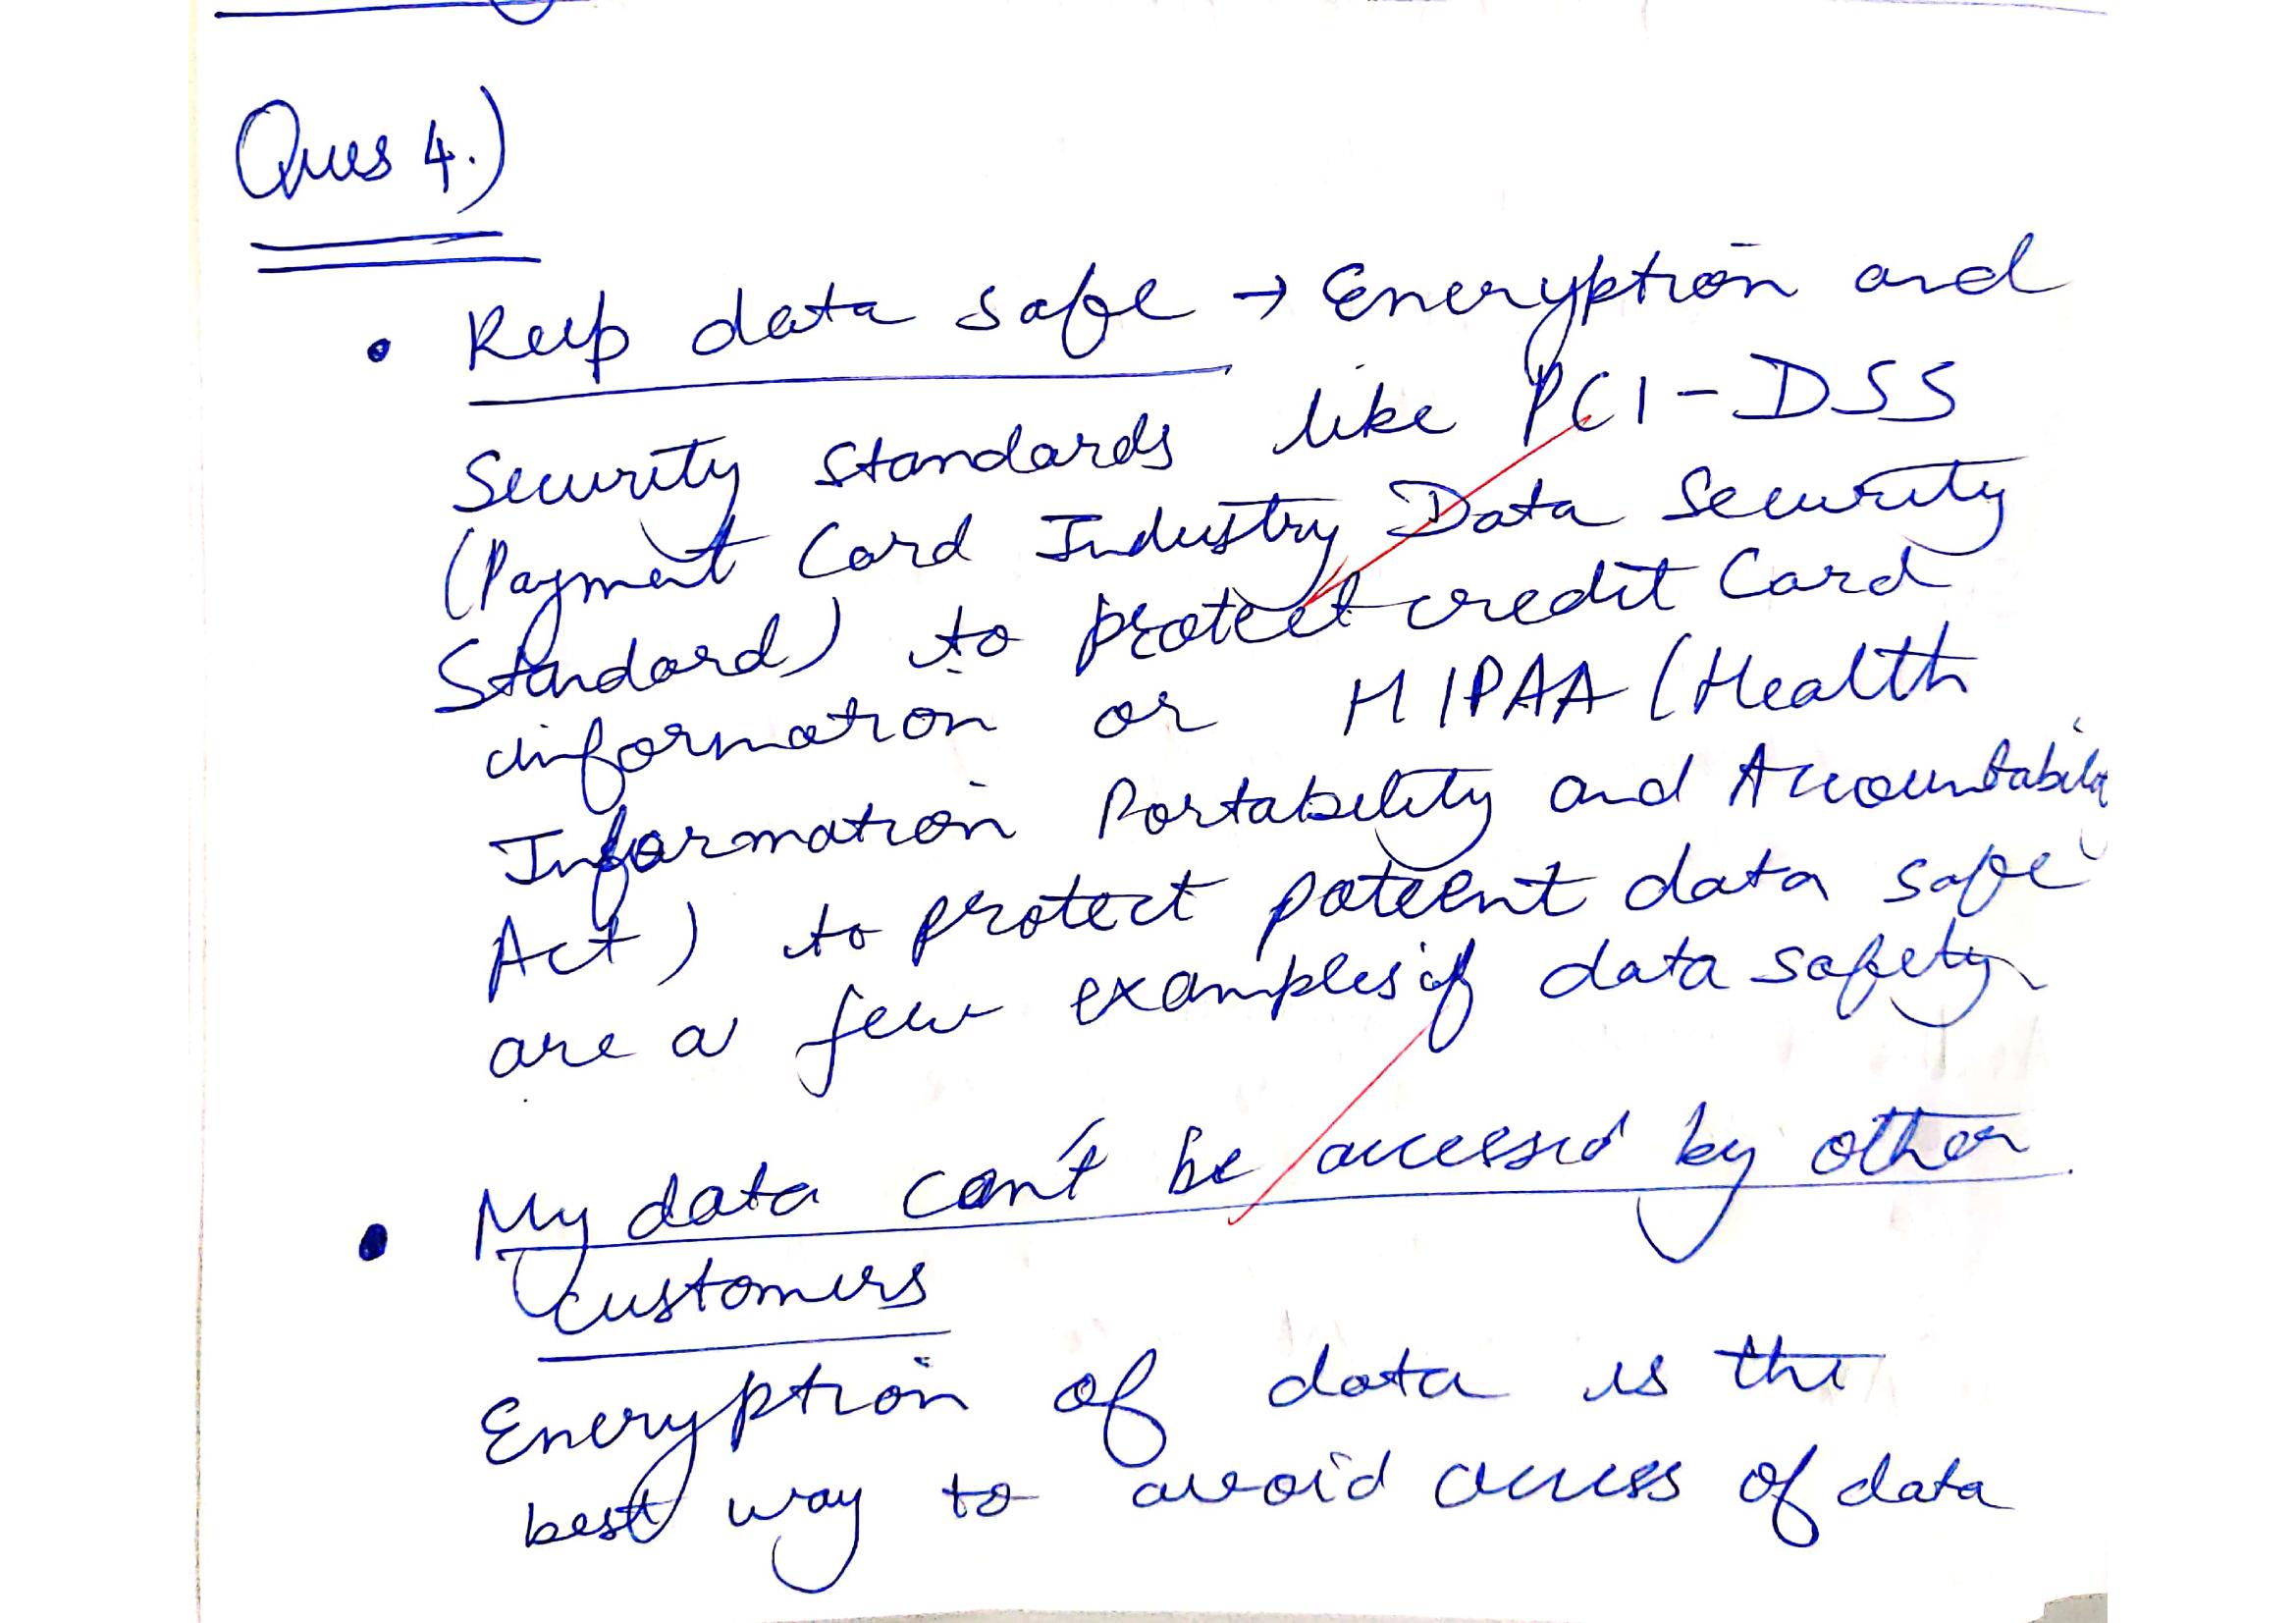 Ques 4.)
• Keep data safe → Encryption and
Security standards like PCI-DSS
(Payment Card Industry Data Security
Standard) to protect credit Card
information or HIPAA (Health
Information Portability and Accountability
Act) to protect pateent data safe
are a few examples of data safety
• My data can't be accessed by other
customers
Encryption of data is the
best way to avoid access of data